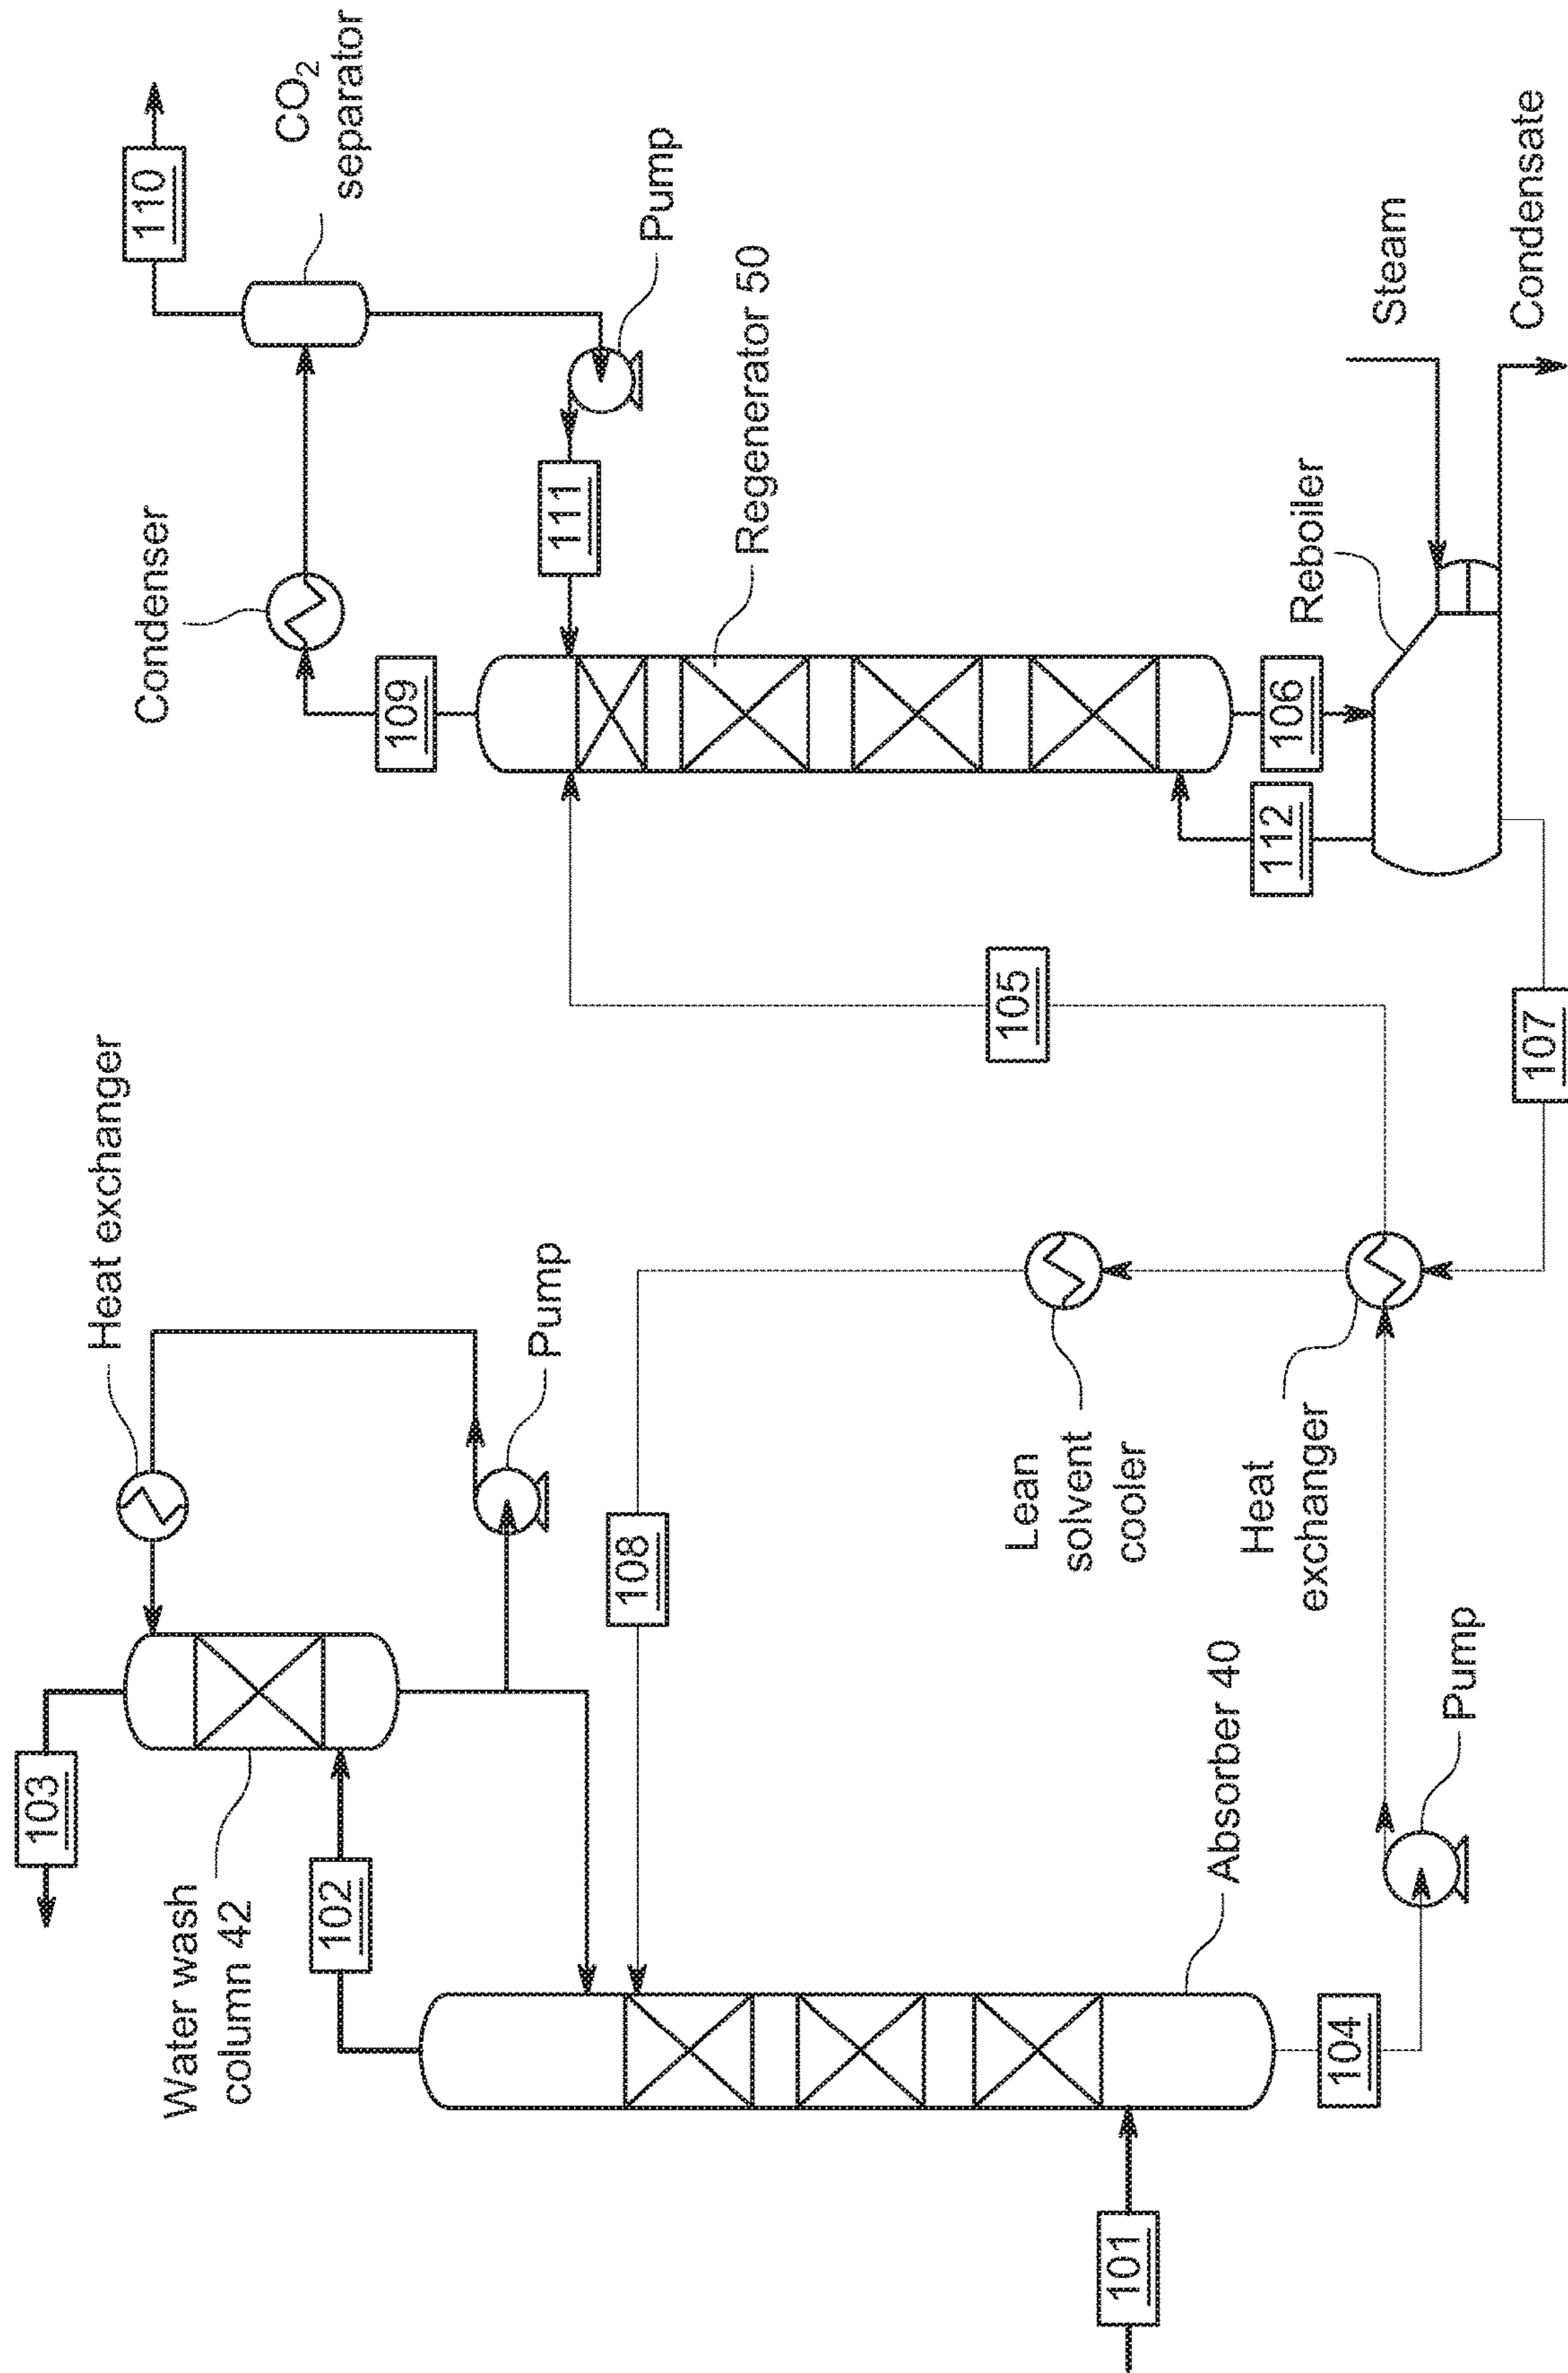 103
Heat exchanger
Water wash
column 42
102
Pump
108
Lean
solvent
cooler
Heat
exchanger
Absorber 40
Pump
101
104
105
107
Condenser
110
CO₂
separator
109
111
Pump
Regenerator 50
112
106
Reboiler
Steam
Condensate